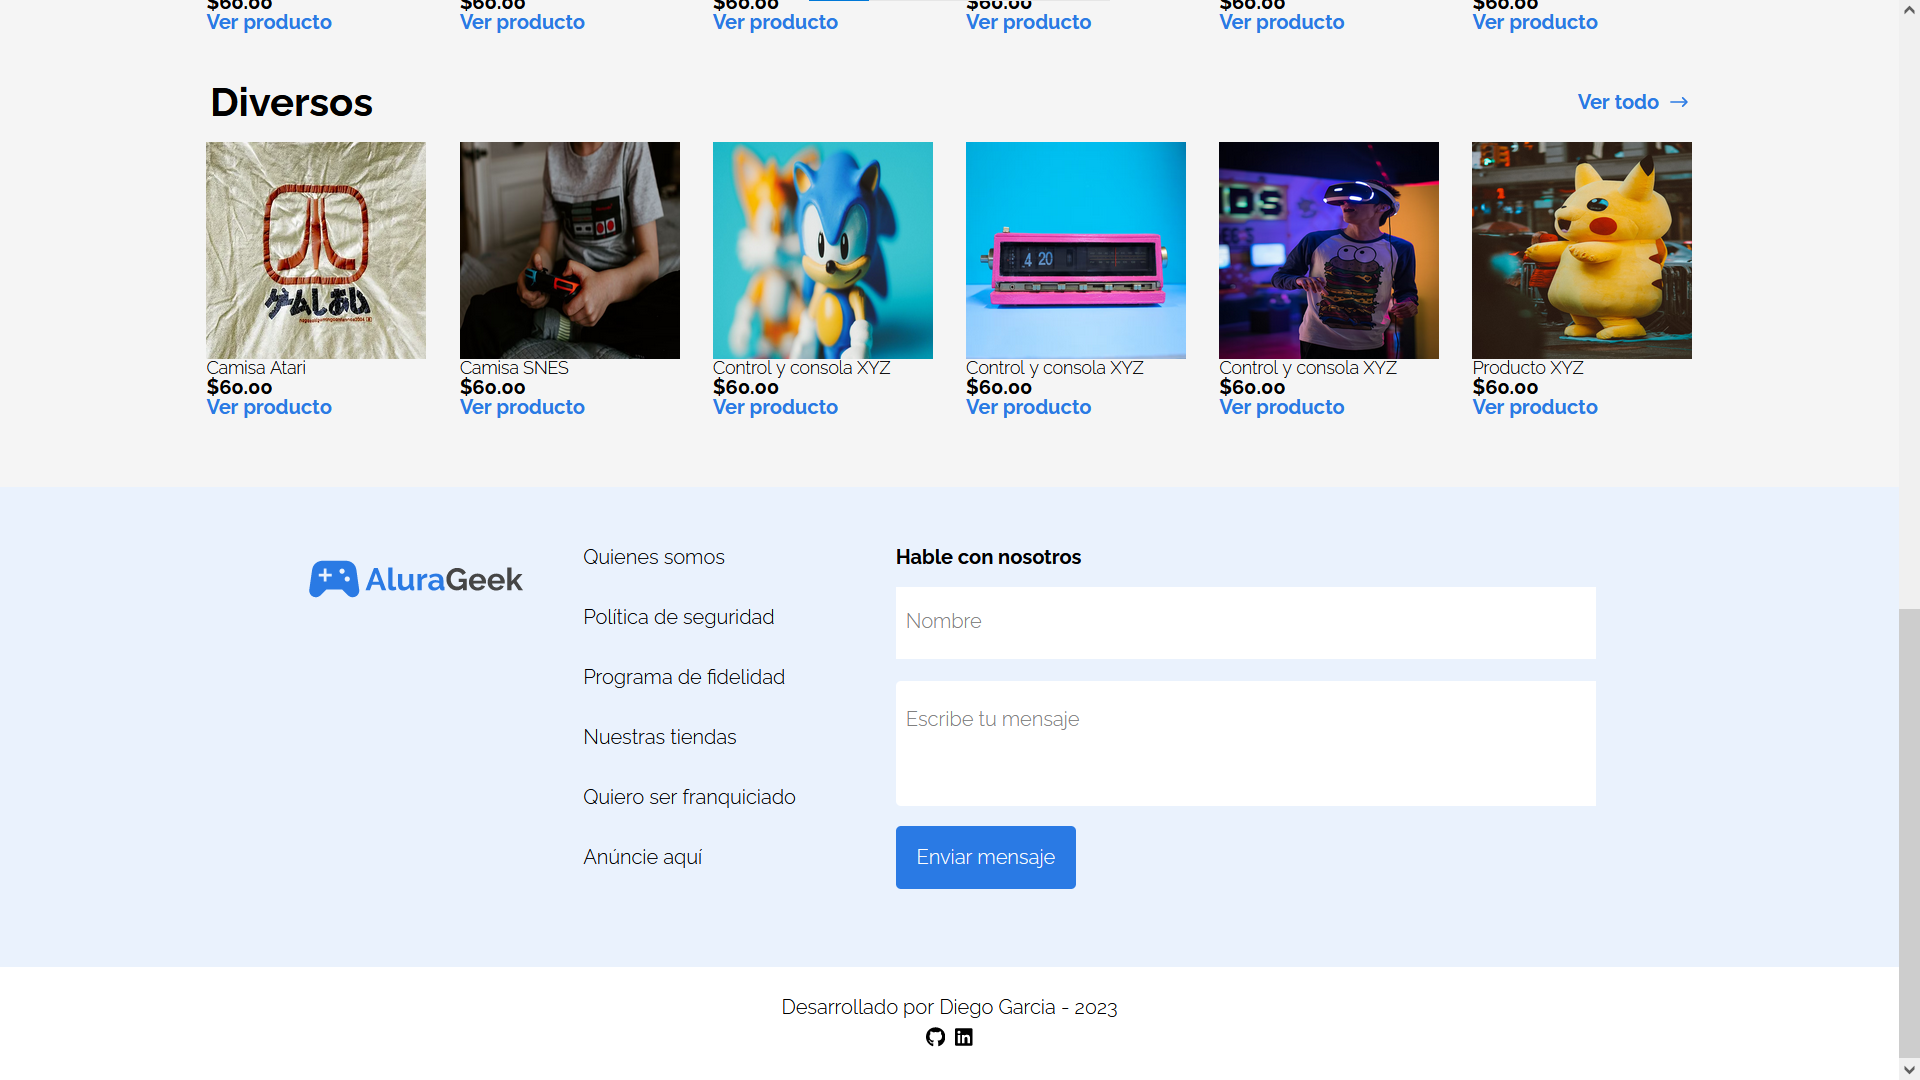 $60.00 $60.00 $60.00 $60.00 $60.00 $60.00
Ver producto Ver producto Ver producto Ver producto Ver producto Ver producto
Diversos
Ver todo →
4 20
Camisa Atari Camisa SNES Control y consola XYZ Control y consola XYZ Control y consola XYZ Producto XYZ
$60.00 $60.00 $60.00 $60.00 $60.00 $60.00
Ver producto Ver producto Ver producto Ver producto Ver producto Ver producto
AluraGeek
Quienes somos
Política de seguridad
Programa de fidelidad
Nuestras tiendas
Quiero ser franquiciado
Anúncie aquí
Hable con nosotros
Nombre
Escribe tu mensaje
Enviar mensaje
Desarrollado por Diego Garcia - 2023